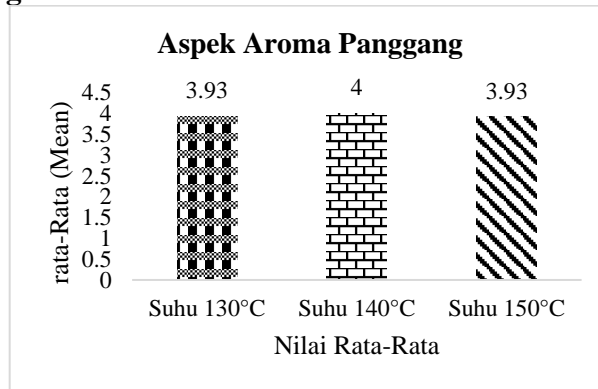 g
Aspek Aroma Panggang
rata-Rata (Mean)
4.5
4
3.5
3
2.5
2
1.5
1
0.5
0
3.93
4
3.93
Suhu 130°C Suhu 140°C Suhu 150°C
Nilai Rata-Rata